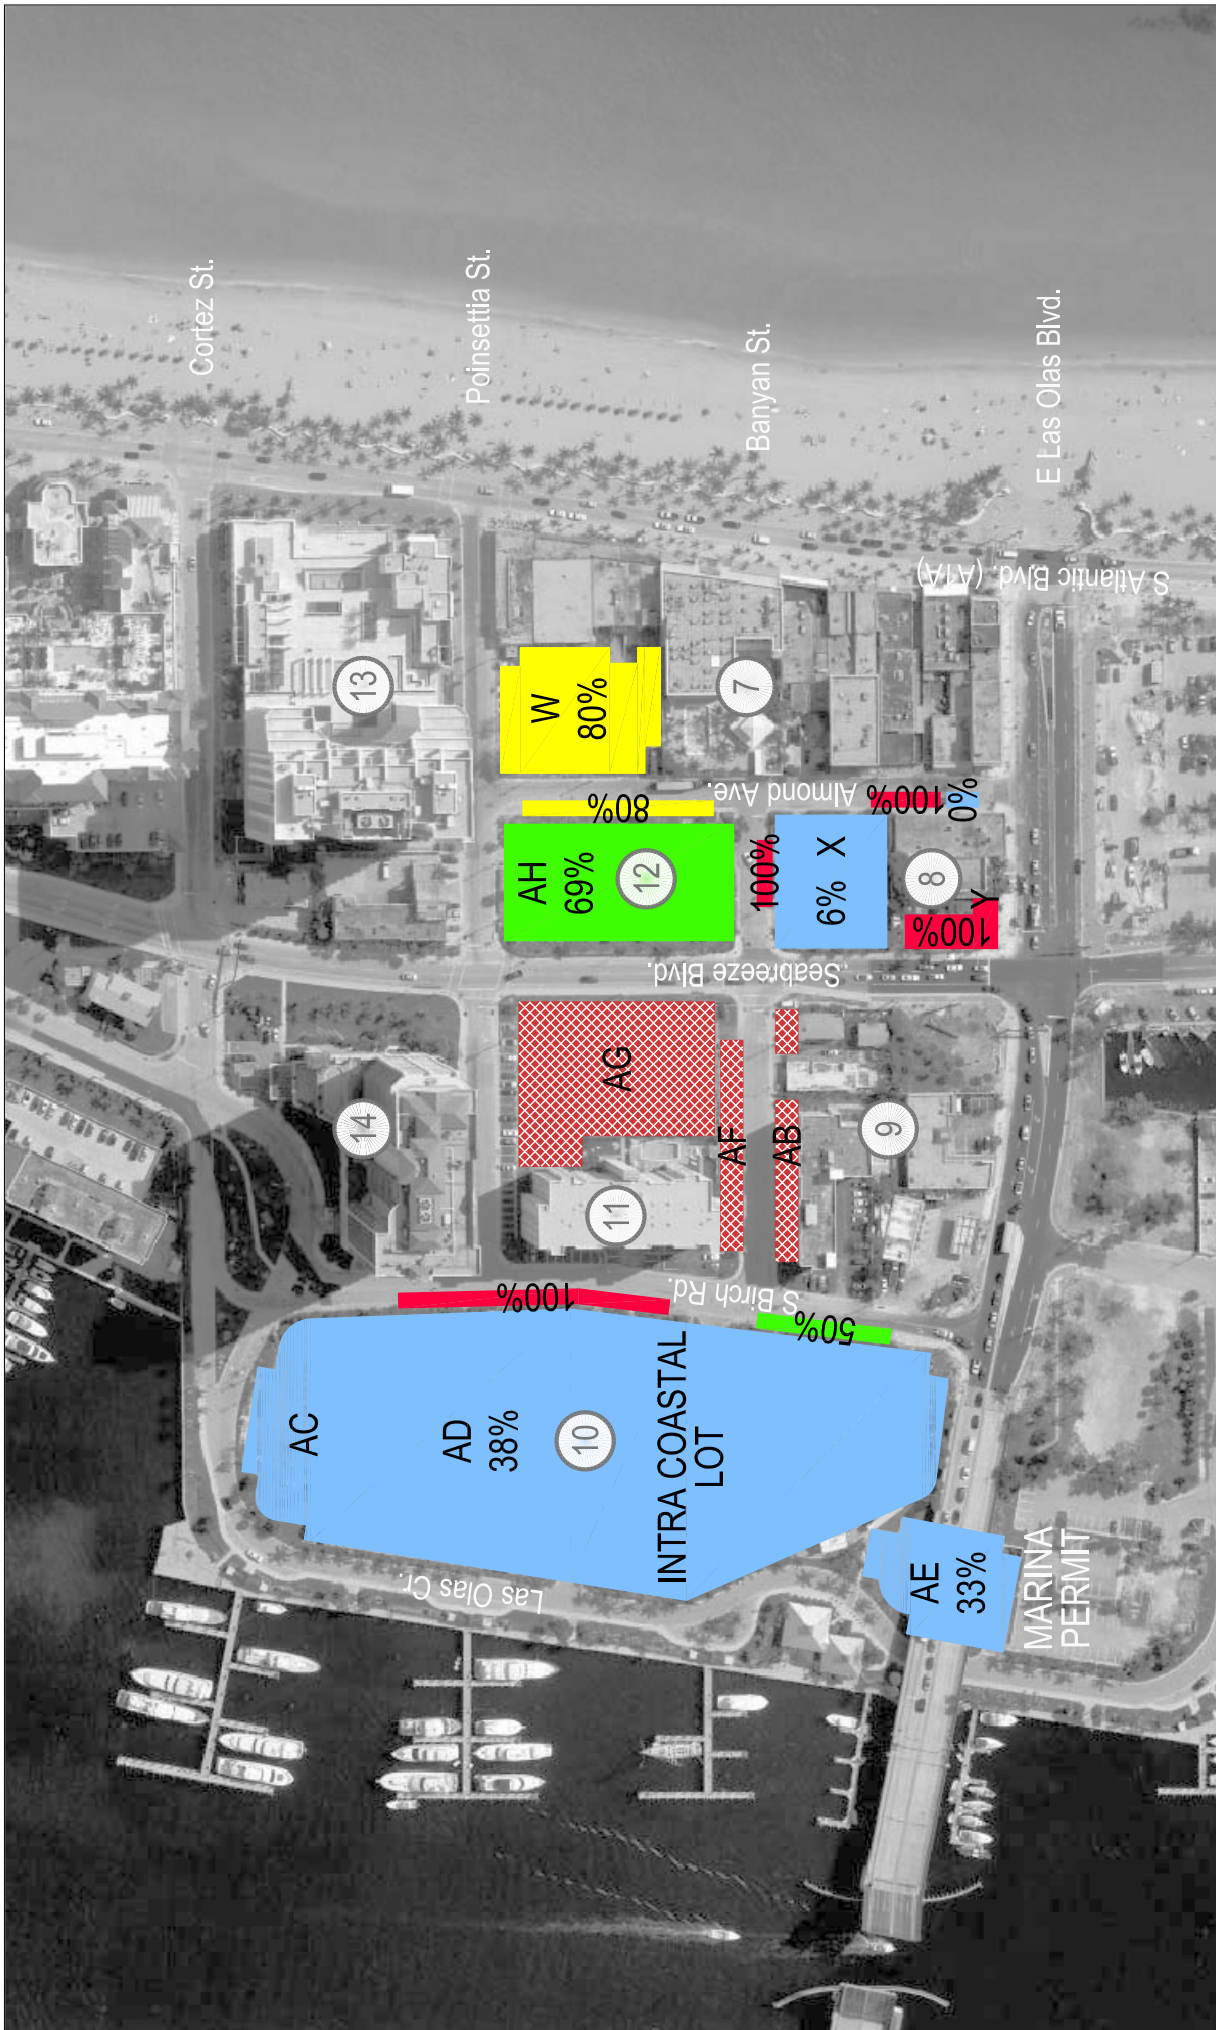 Cortez St.
Poinsettia St.
Banyan St.
E Las Olas Blvd.
S Atlantic Blvd. (A1A)
13
W
80%
7
Almond Ave.
80%
100%
0%
AH
69%
12
100%
6% X
8
Y
100%
Seabreeze Blvd.
AG
14
AF
AB
9
11
S Birch Rd.
100%
50%
AC
AD
38%
10
INTRA COASTAL
LOT
AE
33%
MARINA
PERMIT
Las Olas Cr.